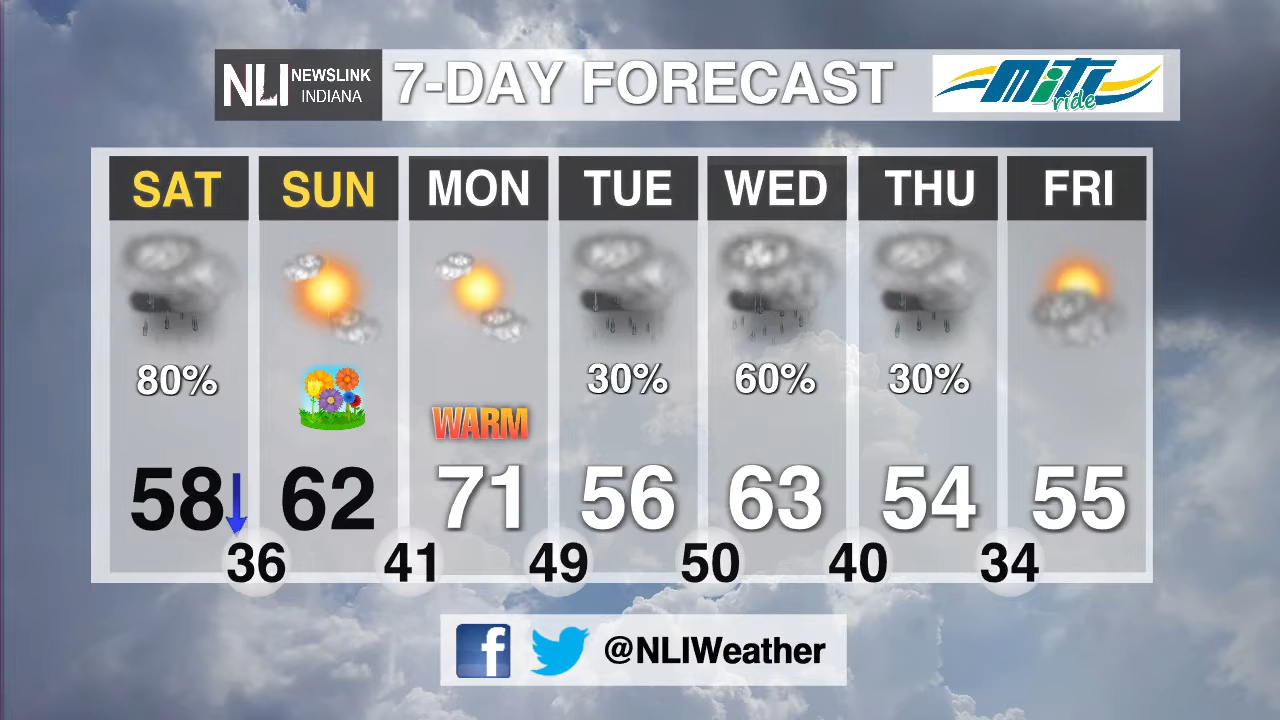 NLI NEWSLINK INDIANA 7-DAY FORECAST MiTS ride
SAT SUN MON TUE WED THU FRI
80% 30% 60% 30%
WARM
58 62 71 56 63 54 55
36 41 49 50 40 34
f @NLIWeather